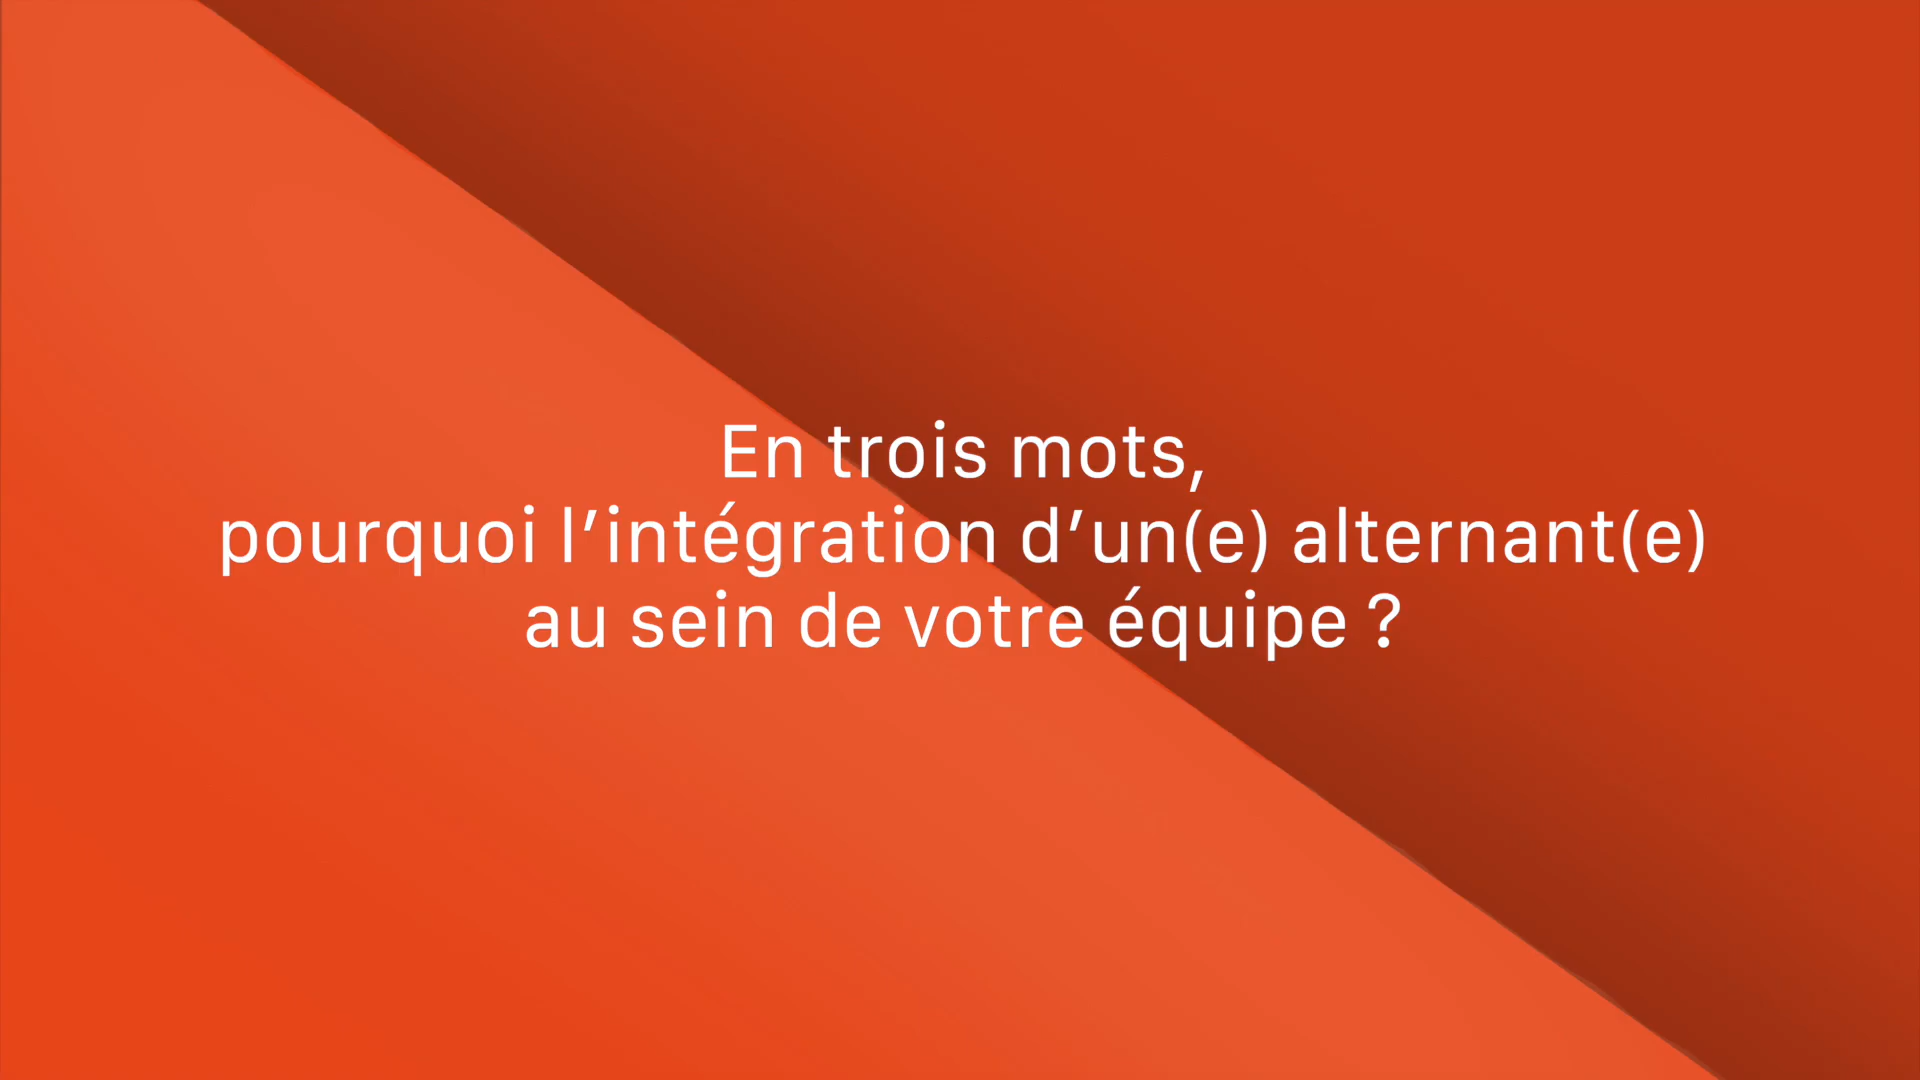 En trois mots,
pourquoi l’intégration d’un(e) alternant(e)
au sein de votre équipe ?